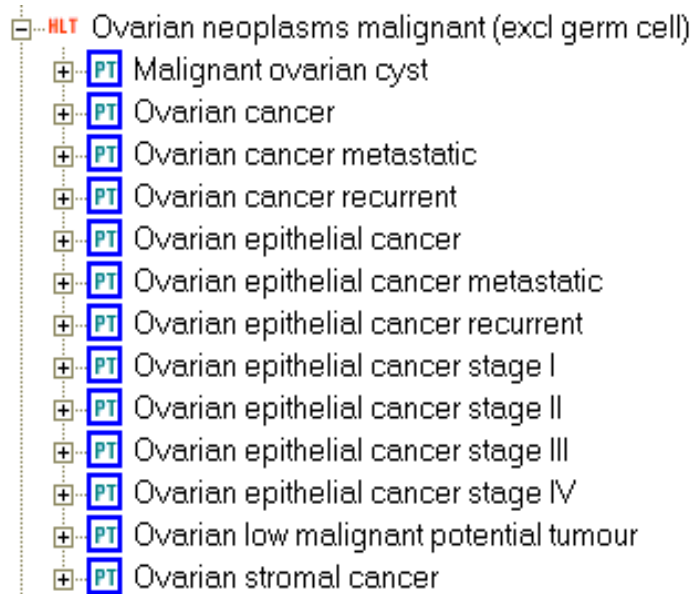 HLT Ovarian neoplasms malignant (excl germ cell)
PT Malignant ovarian cyst
PT Ovarian cancer
PT Ovarian cancer metastatic
PT Ovarian cancer recurrent
PT Ovarian epithelial cancer
PT Ovarian epithelial cancer metastatic
PT Ovarian epithelial cancer recurrent
PT Ovarian epithelial cancer stage I
PT Ovarian epithelial cancer stage II
PT Ovarian epithelial cancer stage III
PT Ovarian epithelial cancer stage IV
PT Ovarian low malignant potential tumour
PT Ovarian stromal cancer